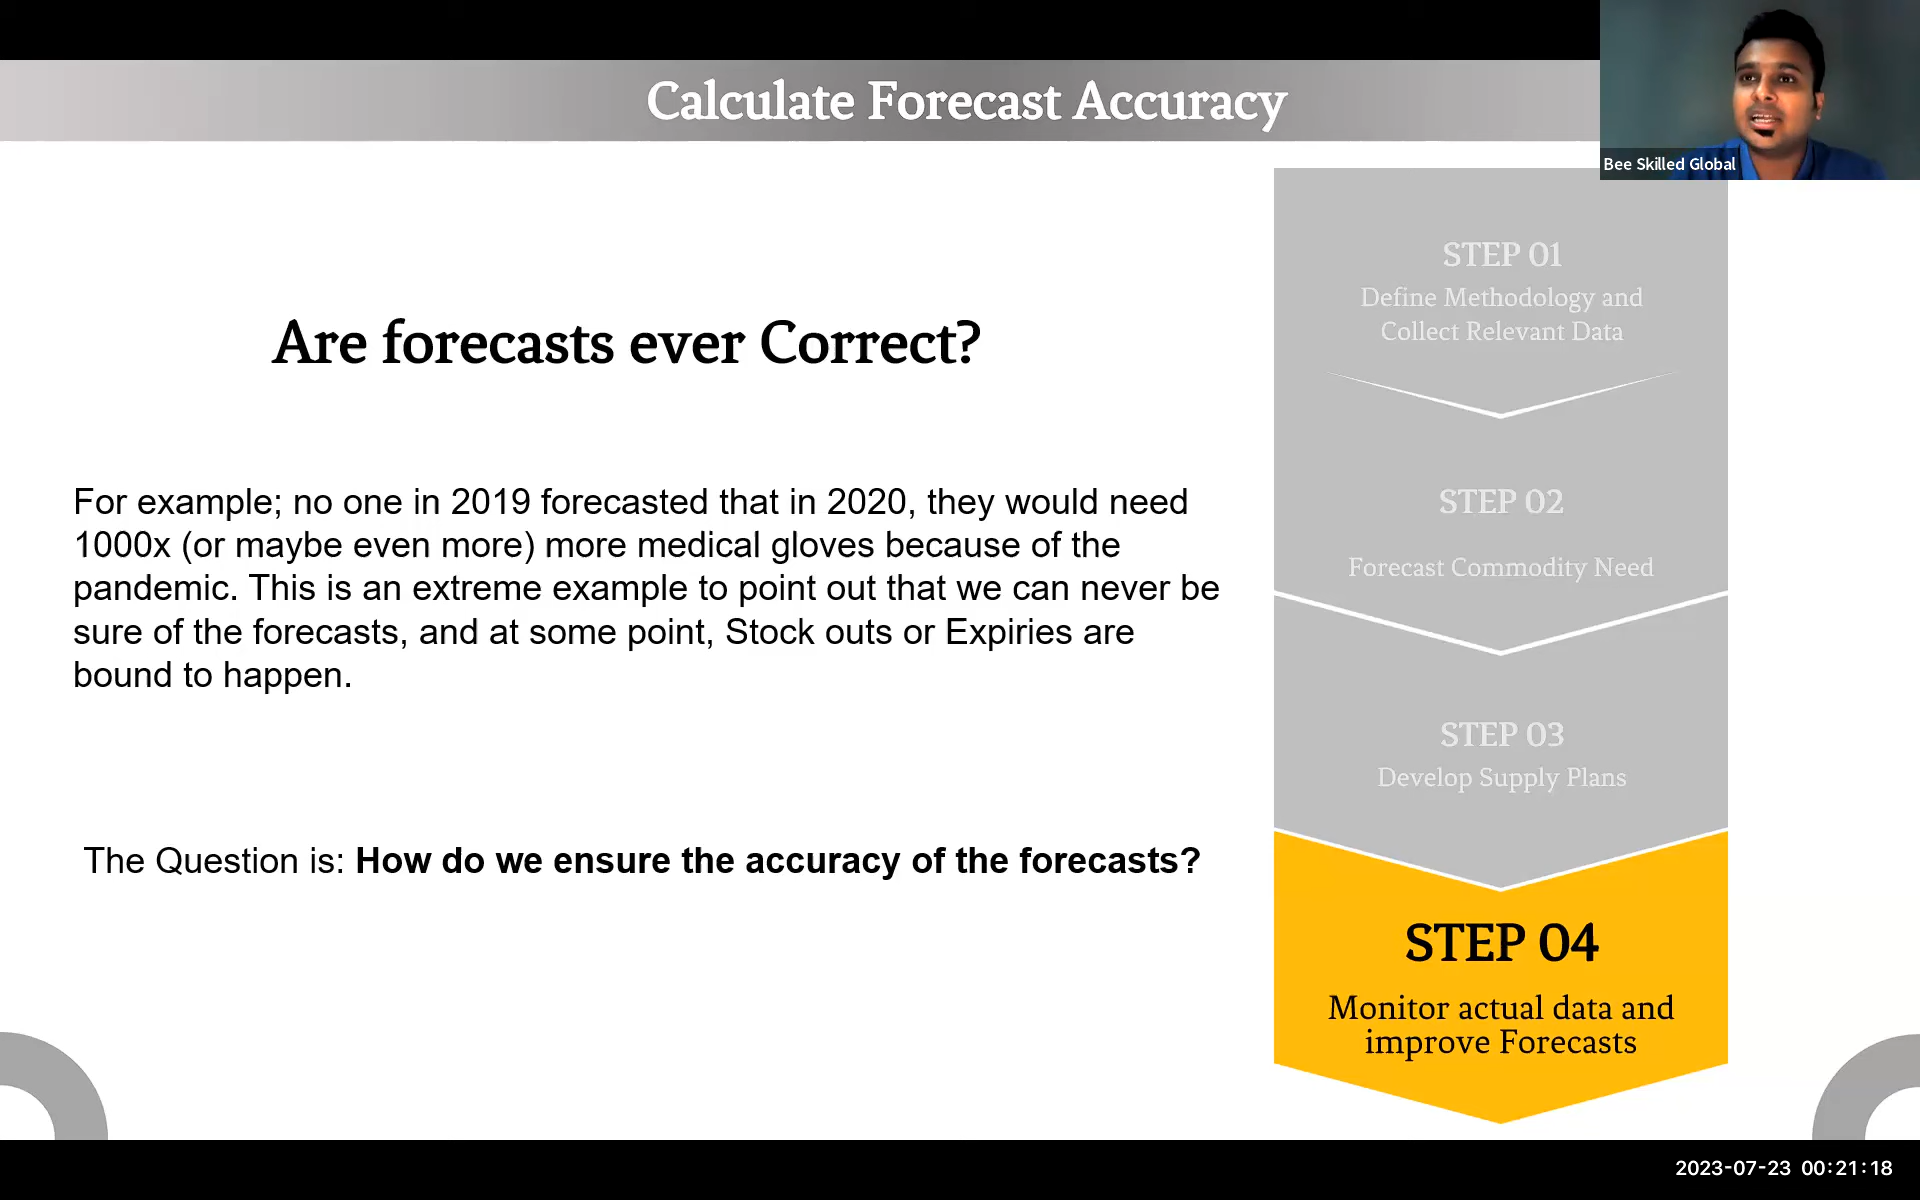 Calculate Forecast Accuracy
Bee Skilled Global
Are forecasts ever Correct?
For example; no one in 2019 forecasted that in 2020, they would need
1000x (or maybe even more) more medical gloves because of the
pandemic. This is an extreme example to point out that we can never be
sure of the forecasts, and at some point, Stock outs or Expiries are
bound to happen.
The Question is: How do we ensure the accuracy of the forecasts?
STEP 01
Define Methodology and
Collect Relevant Data
STEP 02
Forecast Commodity Need
STEP 03
Develop Supply Plans
STEP 04
Monitor actual data and
improve Forecasts
2023-07-23 00:21:18